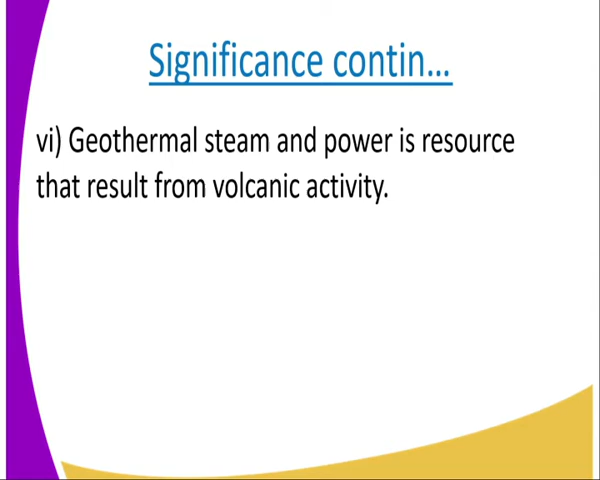 Significance contin...
vi) Geothermal steam and power is resource
that result from volcanic activity.